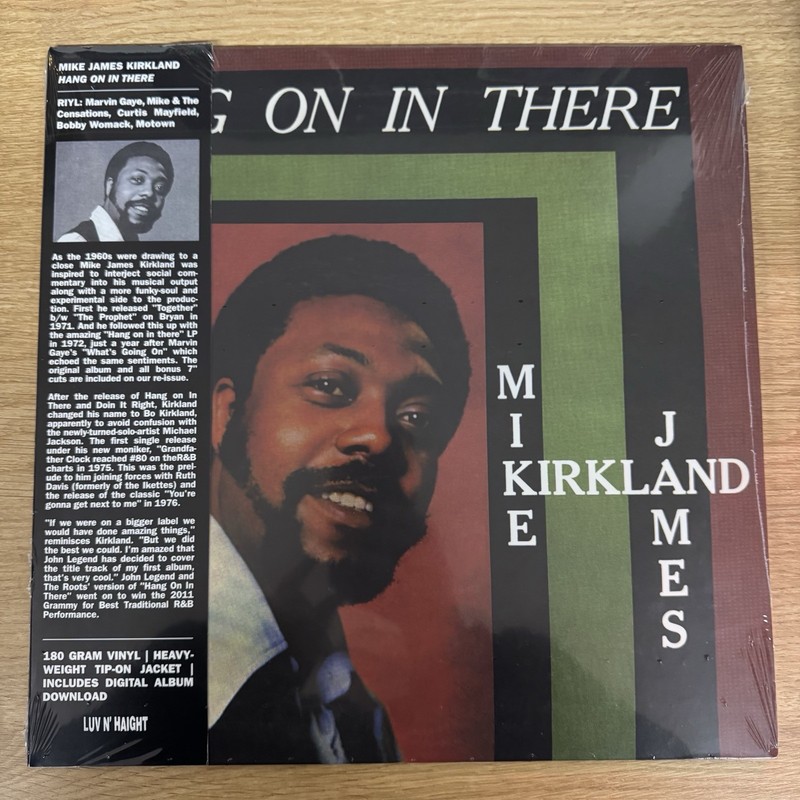 MIKE JAMES KIRKLAND
HANG ON IN THERE
RIYL: Marvin Gaye, Mike & The
Censations, Curtis Mayfield,
Bobby Womack, Motown
As the 1960s were drawing to a
close Mike James Kirkland was
inspired to interject social com-
mentary into his musical output
along with a more funky-soul and
experimental side to the produc-
tion. First he released "Together"
b/w "The Prophet" on Bryan in
1971. And he followed this up with
the amazing "Hang on in there" LP
in 1972, just a year after Marvin
Gaye's "What's Going On" which
echoed the same sentiments. The
original album and all bonus 7"
cuts are included on our re-issue.
After the release of Hang on In
There and Doin It Right, Kirkland
changed his name to Bo Kirkland,
apparently to avoid confusion with
the newly-turned-solo-artist Michael
Jackson. The first single release
under his new moniker, "Grandfa-
ther Clock reached #80 on theR&B
charts in 1975. This was the prel-
ude to him joining forces with Ruth
Davis (formerly of the Ikettes) and
the release of the classic "You're
gonna get next to me" in 1976.
"If we were on a bigger label we
would have done amazing things,"
reminisces Kirkland. "But we did
the best we could. I'm amazed that
John Legend has decided to cover
the title track of my first album,
that's very cool." John Legend and
The Roots' version of "Hang On In
There" went on to win the 2011
Grammy for Best Traditional R&B
Performance.
180 GRAM VINYL | HEAVY-
WEIGHT TIP-ON JACKET |
INCLUDES DIGITAL ALBUM
DOWNLOAD
LUV N' HAIGHT
G ON IN THERE
MIKE
JAMES
KIRKLAND